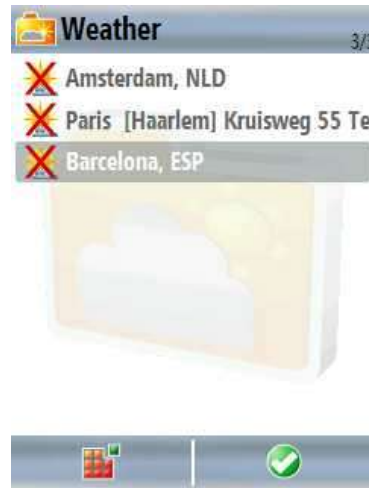 Weather
3/3
Amsterdam, NLD
Paris [Haarlem] Kruisweg 55 Te
Barcelona, ESP